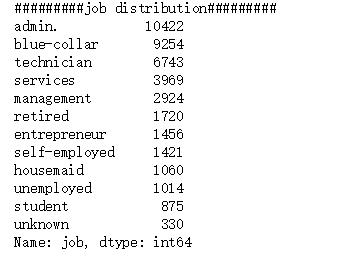 #########job distribution#########
admin.           10422
blue-collar       9254
technician        6743
services          3969
management        2924
retired           1720
entrepreneur      1456
self-employed     1421
housemaid         1060
unemployed        1014
student            875
unknown            330
Name: job, dtype: int64